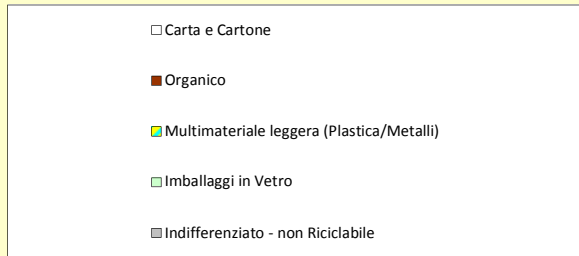 Carta e Cartone
Organico
Multimateriale leggera (Plastica/Metalli)
Imballaggi in Vetro
Indifferenziato - non Riciclabile